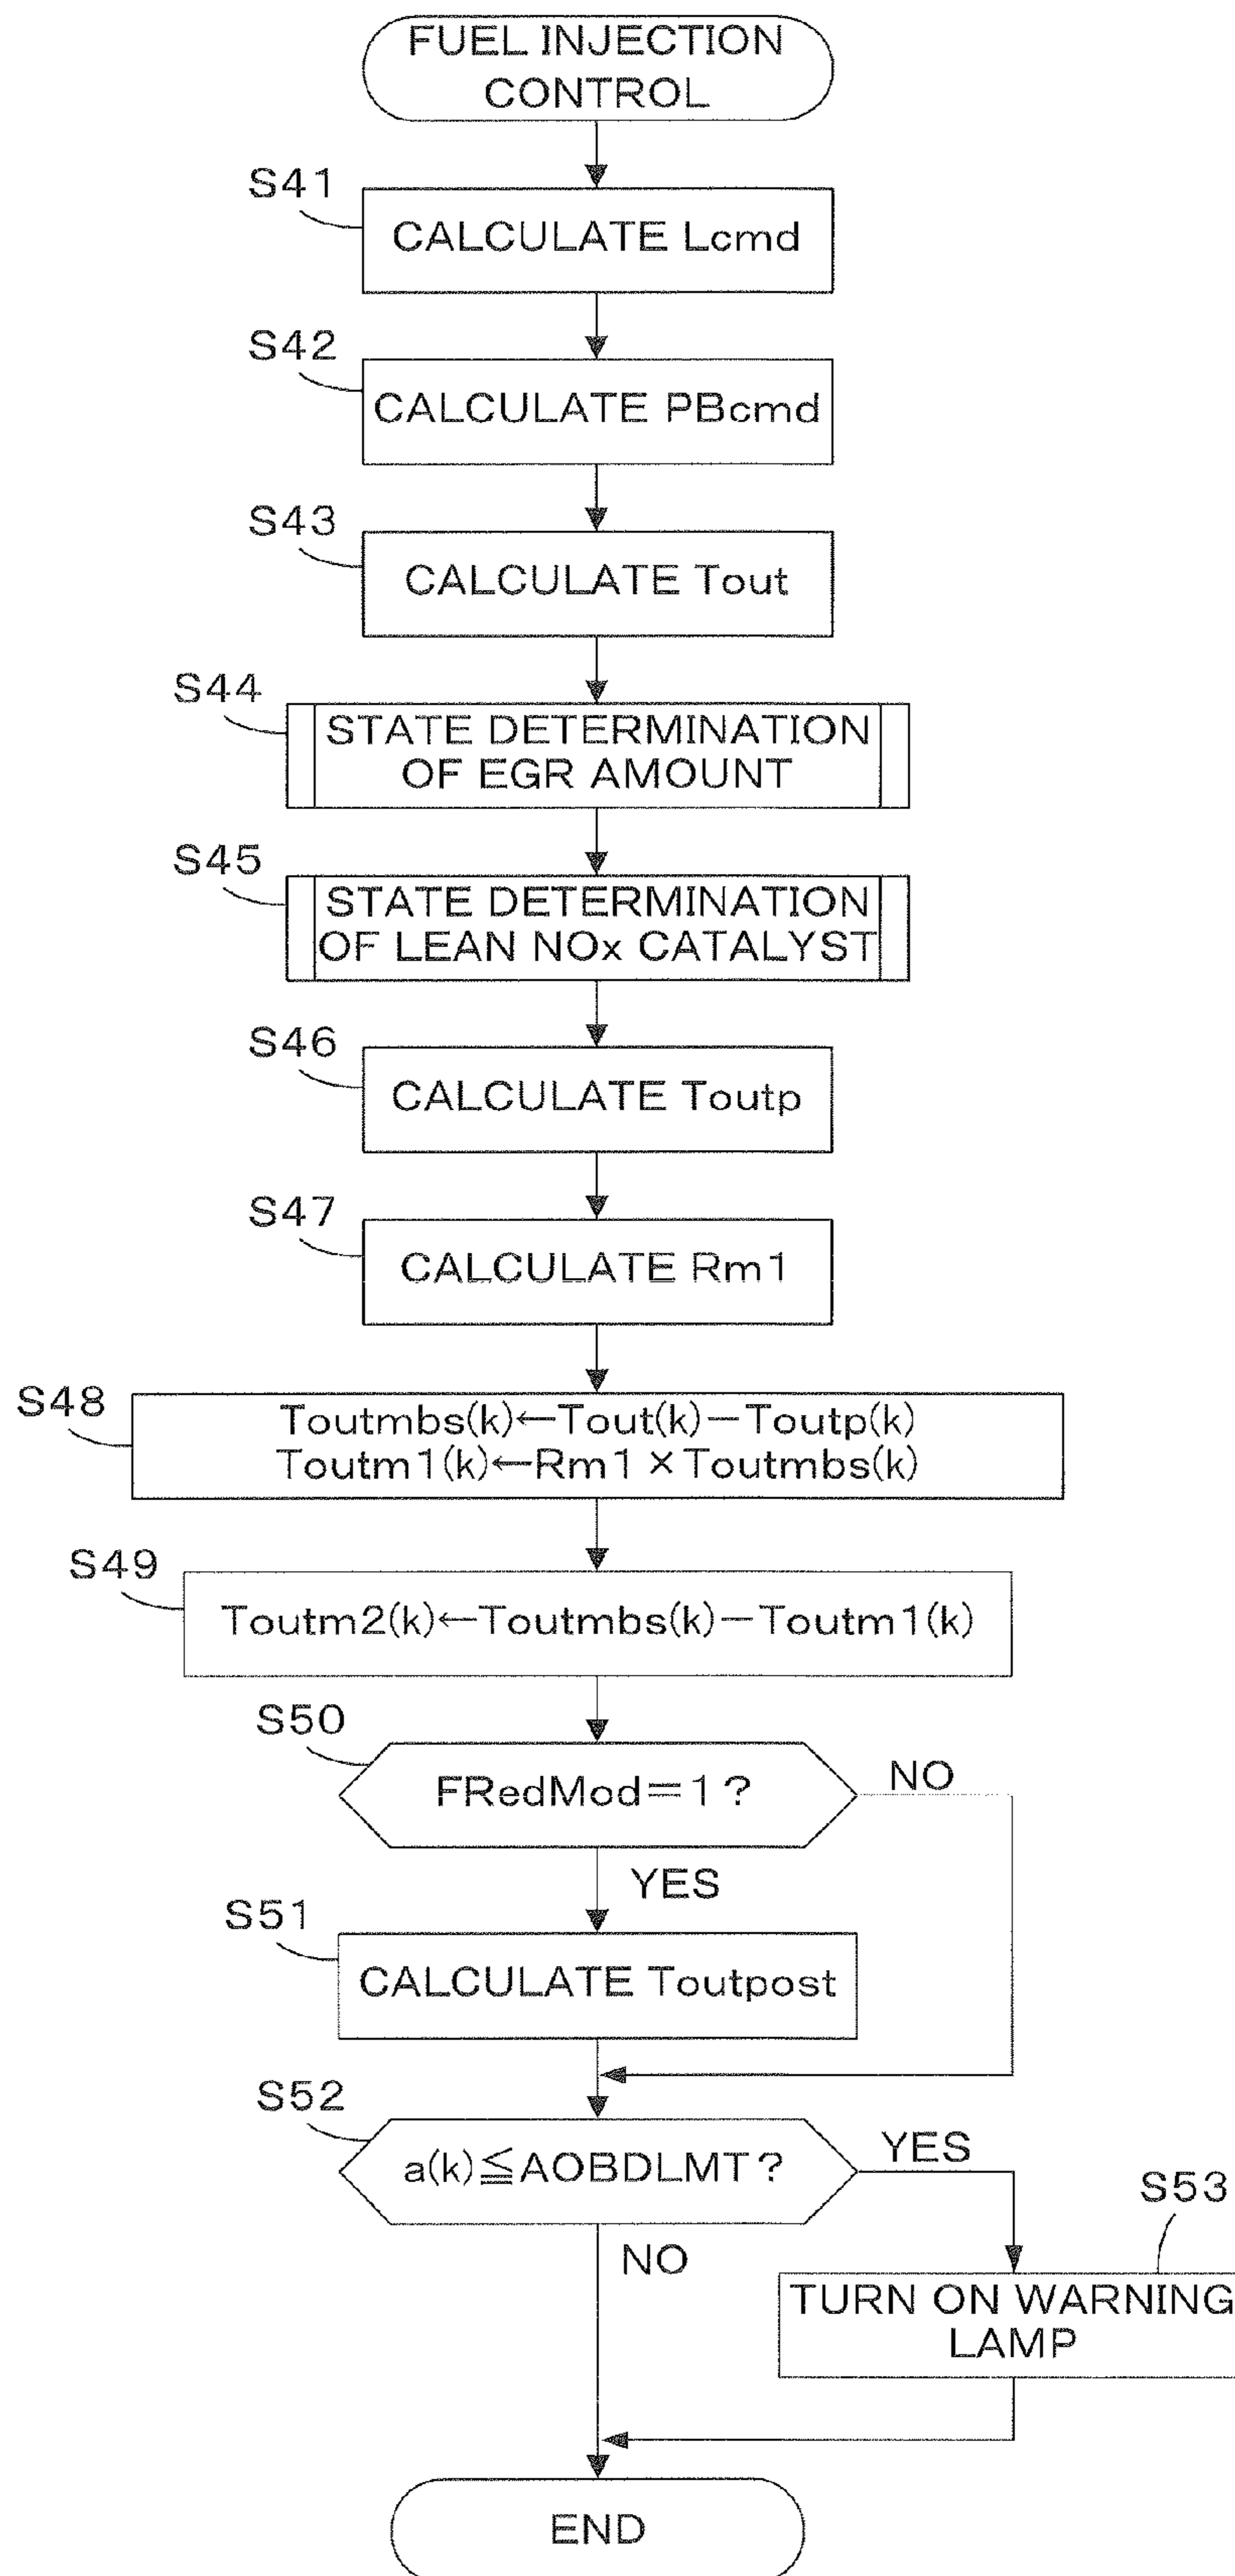 FUEL INJECTION
CONTROL
S41
CALCULATE Lcmd
S42
CALCULATE PBcmd
S43
CALCULATE Tout
S44
STATE DETERMINATION
OF EGR AMOUNT
S45
STATE DETERMINATION
OF LEAN NOx CATALYST
S46
CALCULATE Toutp
S47
CALCULATE Rm1
S48
Toutmbs(k)←Tout(k)−Toutp(k)
Toutm1(k)←Rm1×Toutmbs(k)
S49
Toutm2(k)←Toutmbs(k)−Toutm1(k)
S50
FRedMod=1?
NO
YES
S51
CALCULATE Toutpost
S52
a(k)≦AOBDLMT?
YES
NO
S53
TURN ON WARNING
LAMP
END